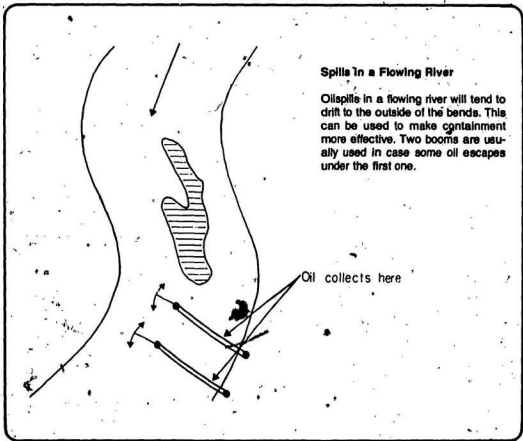 Spills in a Flowing River
Oilspills in a flowing river will tend to
drift to the outside of the bends. This
can be used to make containment
more effective. Two booms are usu-
ally used in case some oil escapes
under the first one.
Oil collects here